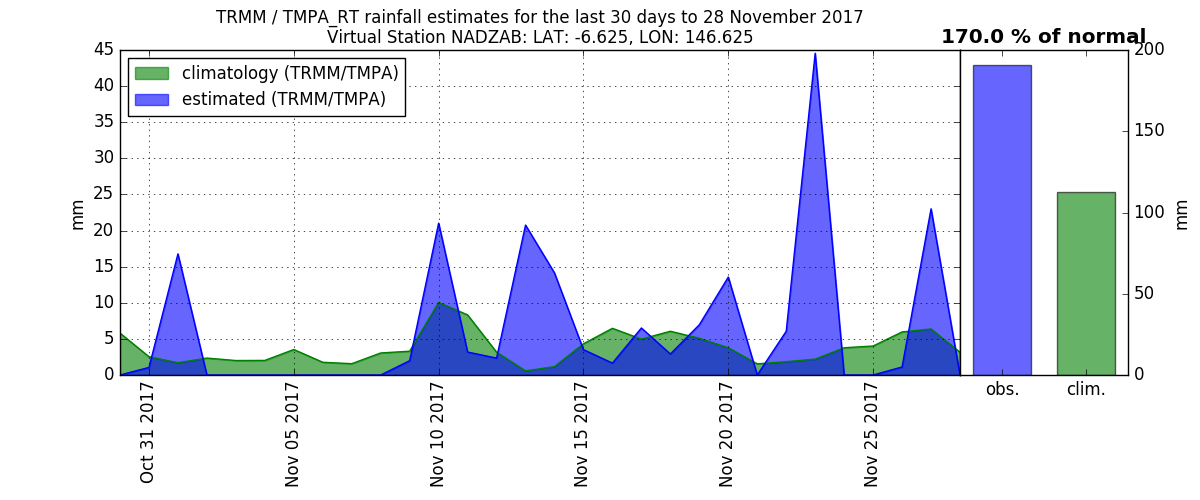 TRMM / TMPA_RT rainfall estimates for the last 30 days to 28 November 2017
Virtual Station NADZAB: LAT: -6.625, LON: 146.625
170.0 % of normal
climatology (TRMM/TMPA)
estimated (TRMM/TMPA)
mm
45
40
35
30
25
20
15
10
5
0
Oct 31 2017
Nov 05 2017
Nov 10 2017
Nov 15 2017
Nov 20 2017
Nov 25 2017
obs.
clim.
200
150
100
50
0
mm